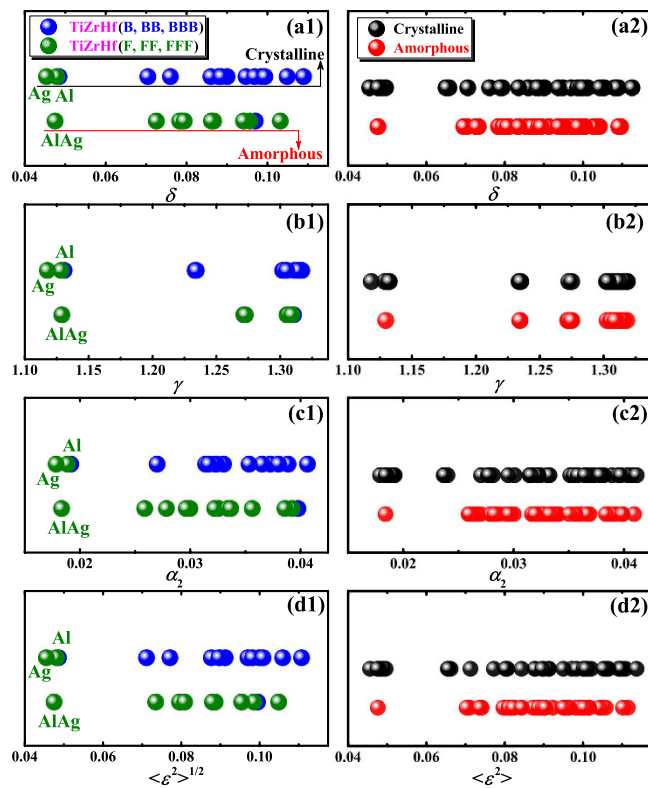 TiZrHf(B, BB, BBB)
TiZrHf(F, FF, FFF)
(a1)
Crystalline
Ag
Al
AlAg
Amorphous
0.04 0.06 0.08 0.10
δ
Crystalline
Amorphous
(a2)
0.04 0.06 0.08 0.10
δ
(b1)
Al
Ag
AlAg
1.10 1.15 1.20 1.25 1.30
γ
(b2)
1.10 1.15 1.20 1.25 1.30
γ
(c1)
Al
Ag
AlAg
0.02 0.03 0.04
α2
(c2)
0.02 0.03 0.04
α2
(d1)
Al
Ag
AlAg
0.04 0.06 0.08 0.10
<ε²>¹/²
(d2)
0.04 0.06 0.08 0.10
<ε²>